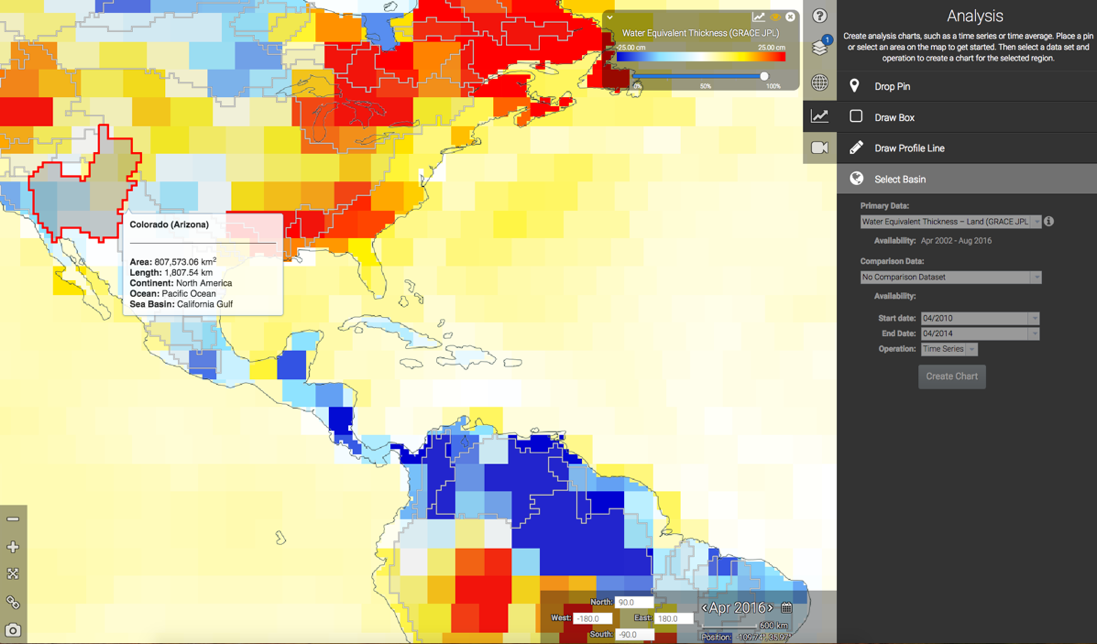 Water Equivalent Thickness (GRACE JPL)
-25.00 cm 25.00 cm
0% 50% 100%
Colorado (Arizona)
Area: 807,573.06 km²
Length: 1,807.54 km
Continent: North America
Ocean: Pacific Ocean
Sea Basin: California Gulf
North: 90.0
West: -180.0 East: 180.0
South: -90.0
Apr 2016
600 km
Position:
1
Analysis
Create analysis charts, such as a time series or time average. Place a pin
or select an area on the map to get started. Then select a data set and
operation to create a chart for the selected region.
Drop Pin
Draw Box
Draw Profile Line
Select Basin
Primary Data:
Water Equivalent Thickness – Land (GRACE JPL
Availability: Apr 2002 - Aug 2016
Comparison Data:
No Comparison Dataset
Availability:
Start date: 04/2010
End Date: 04/2014
Operation: Time Series
Create Chart